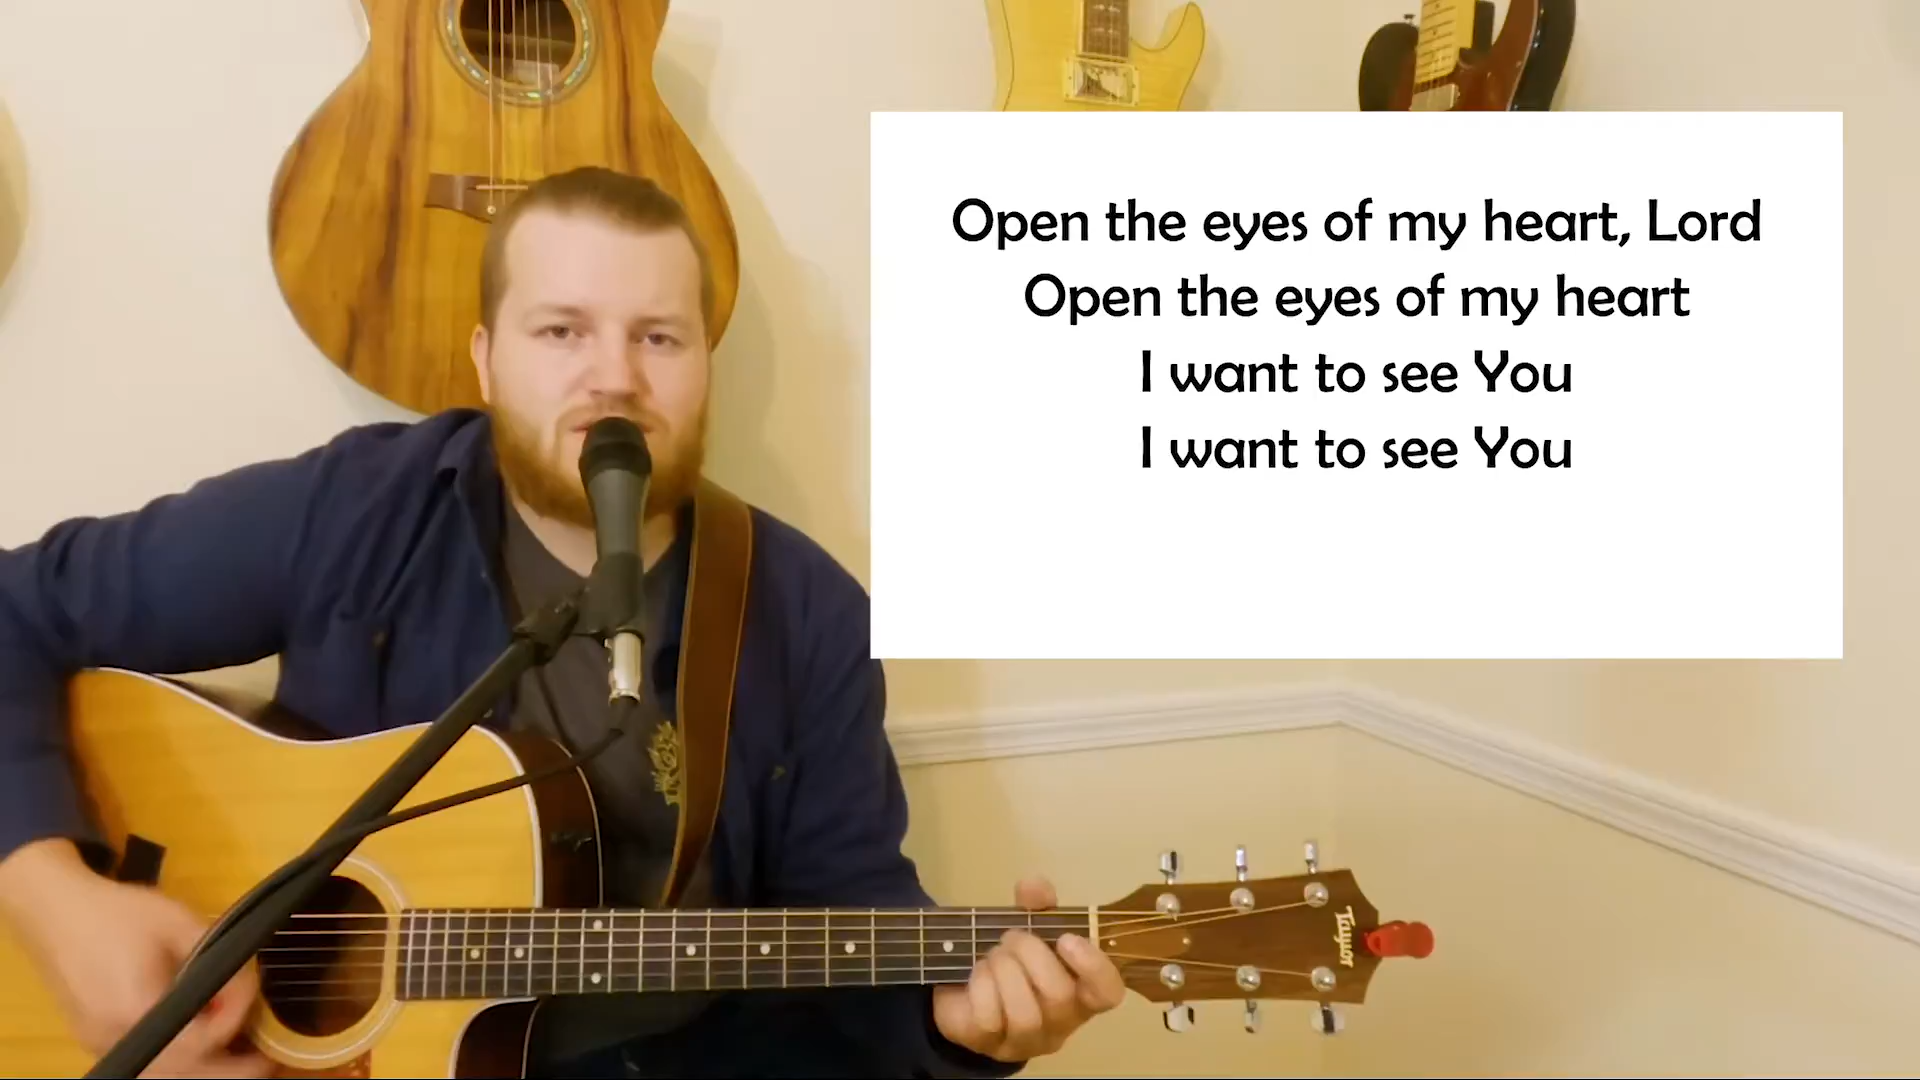 Open the eyes of my heart, Lord
Open the eyes of my heart
I want to see You
I want to see You
Taylor